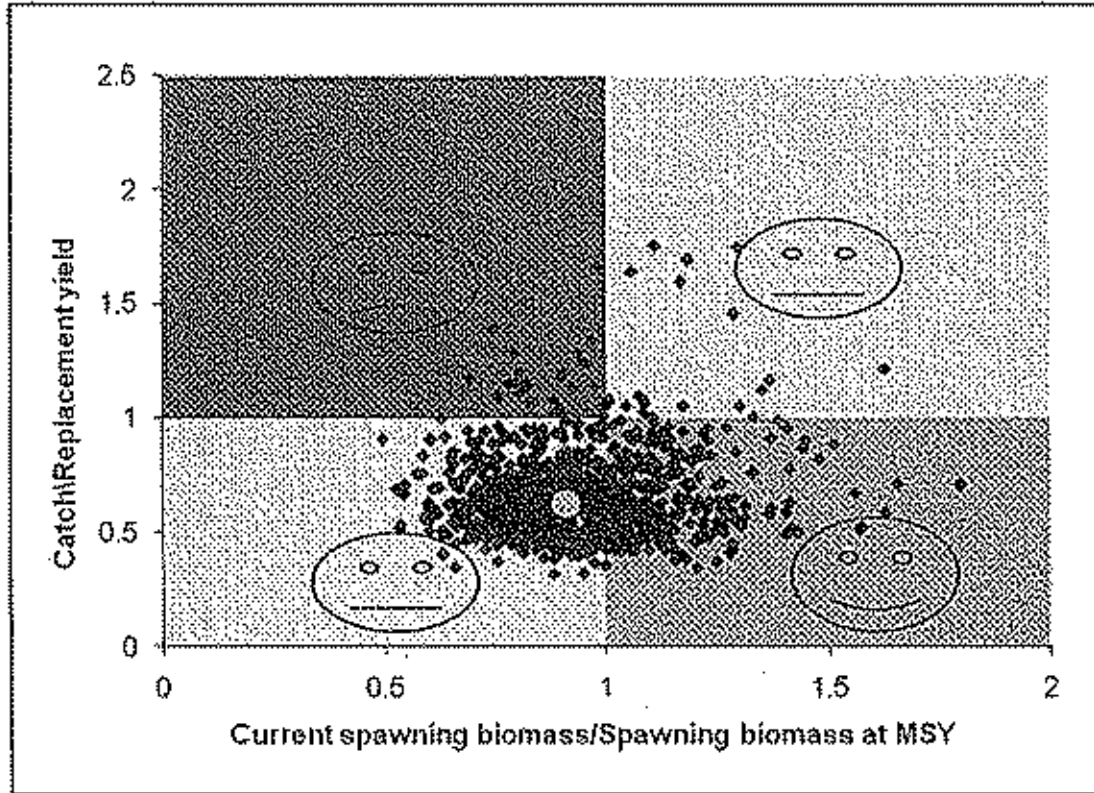 2.5
2
1.5
1
0.5
0
Catch\Replacement yield
0 0.5 1 1.5 2
Current spawning biomass/Spawning biomass at MSY